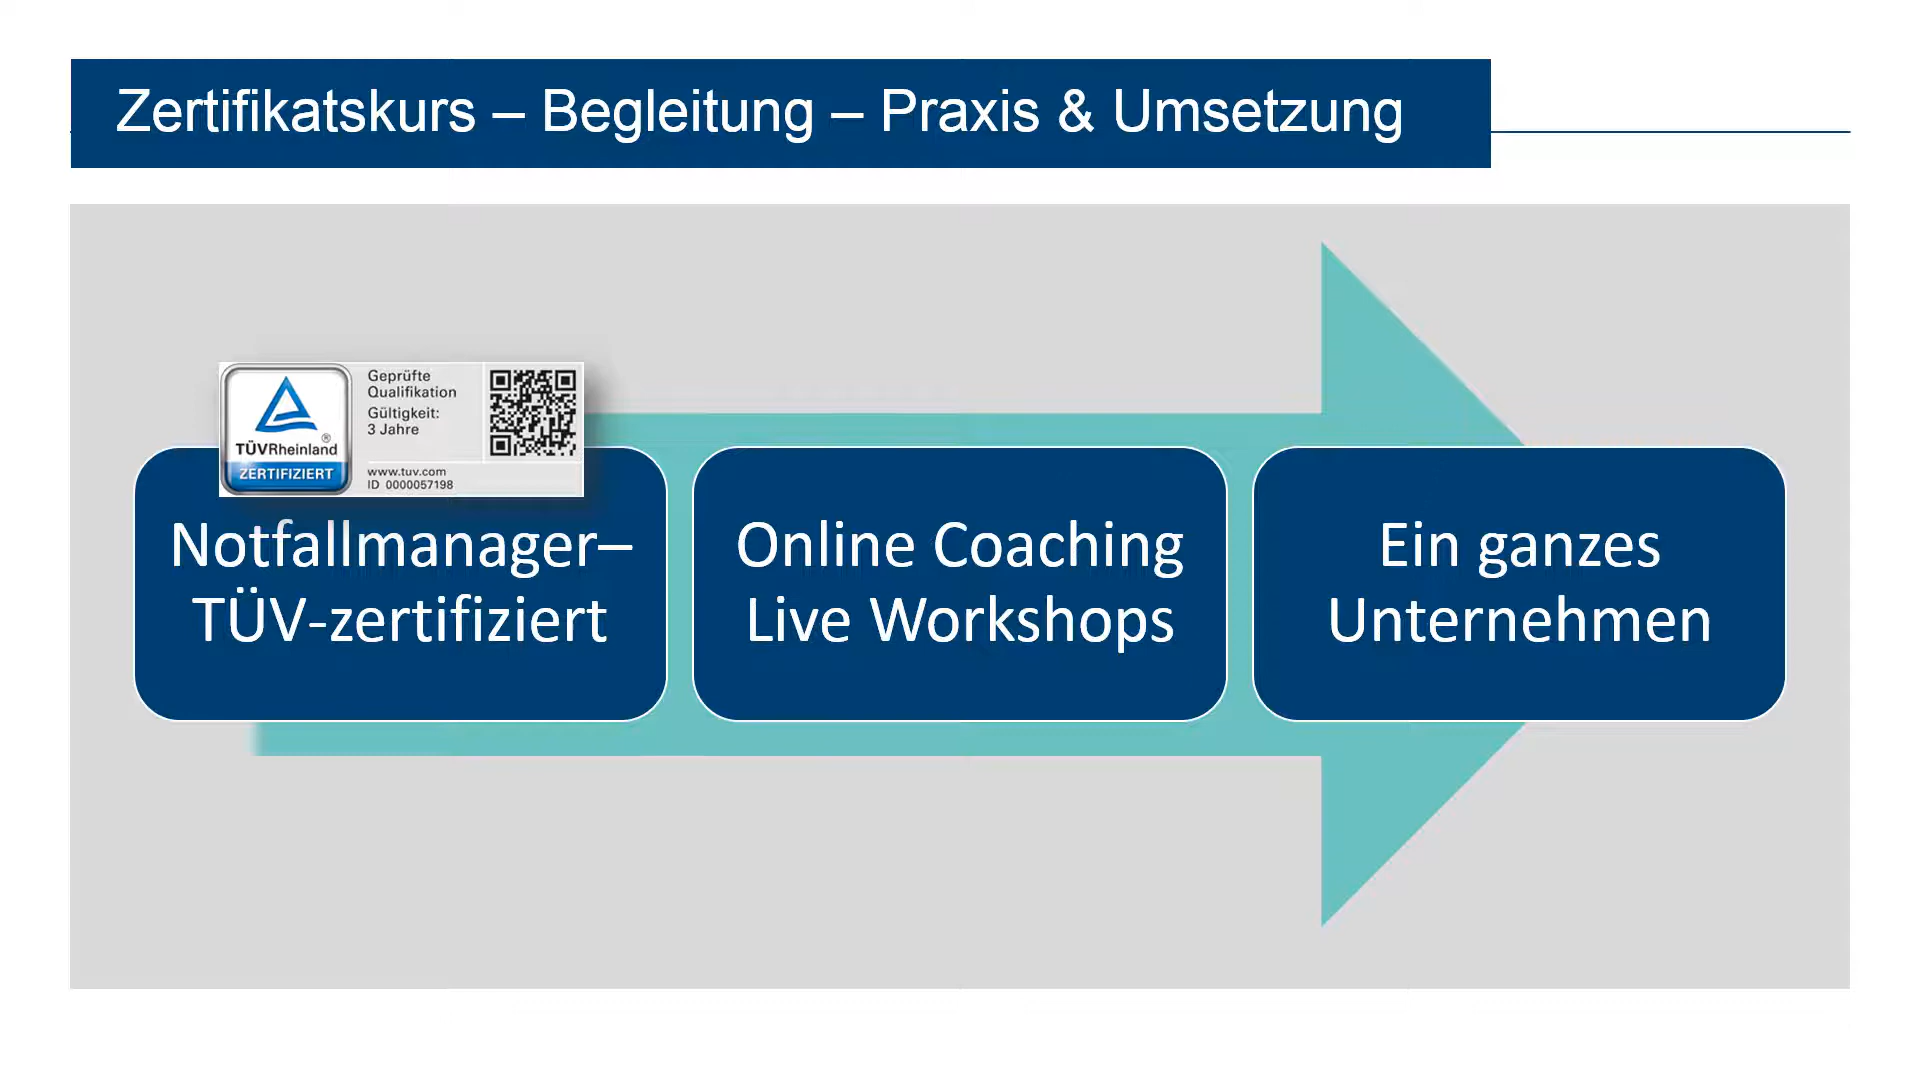 Zertifikatskurs – Begleitung – Praxis & Umsetzung
Geprüfte
Qualifikation
Gültigkeit:
3 Jahre
TÜVRheinland®
ZERTIFIZIERT
www.tuv.com
ID 0000057198
Notfallmanager–
TÜV-zertifiziert
Online Coaching
Live Workshops
Ein ganzes
Unternehmen